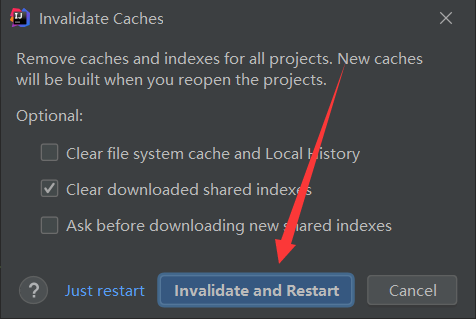 Invalidate Caches
Remove caches and indexes for all projects. New caches
will be built when you reopen the projects.
Optional:
Clear file system cache and Local History
Clear downloaded shared indexes
Ask before downloading new shared indexes
? Just restart Invalidate and Restart Cancel